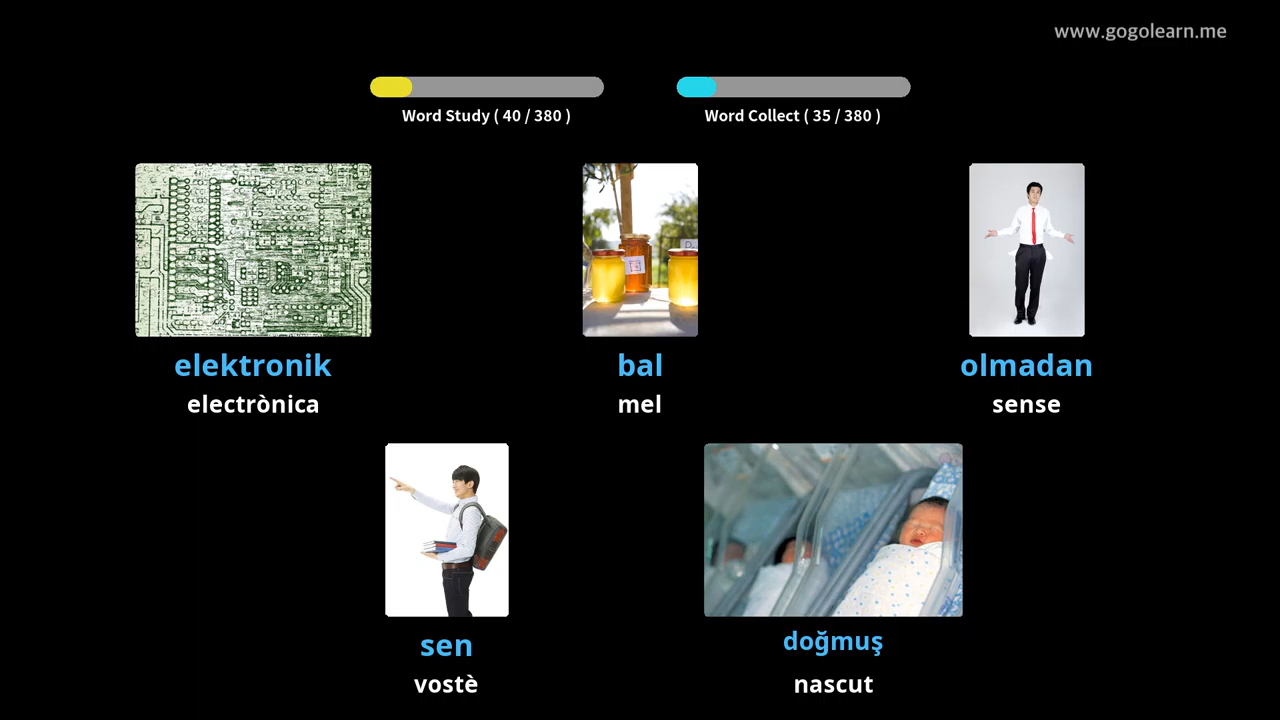 www.gogolearn.me
Word Study ( 40 / 380 )
Word Collect ( 35 / 380 )
elektronik
electrònica
bal
mel
olmadan
sense
sen
vostè
doğmuş
nascut